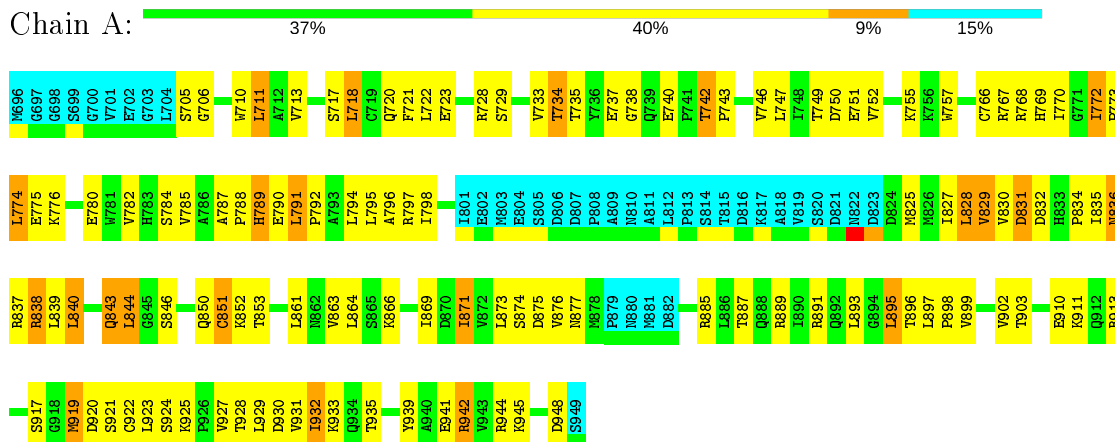 Chain A:
37% 40% 9% 15%
M696 G697 G698 S699 G700 V701 E702 G703 L704 S705 G706 W710 L711 A712 V713 S717 L718 C719 Q720 F721 L722 E723 R728 S729 V733 T734 T735 Y736 E737 G738 Q739 E740 P741 T742 P743 V746 L747 I748 T749 D750 E751 V752 K755 K756 W757 C766 R767 R768 H769 I770 G771 I772
L774 E775 K776 E780 W781 V782 H783 S784 V785 A786 A787 P788 H789 E790 L791 P792 A793 L794 L795 A796 R797 I798 I801 E802 M803 E804 S805 D806 D807 P808 A809 N810 A811 L812 P813 S814 T815 D816 K817 A818 V819 S820 D821 N822 D823 D824 M825 M826 I827 L828 V829 V830 D831 D832 H833 P834 I835 N836
R837 R838 L839 L840 Q843 L844 G845 S846 Q850 C851 K852 T853 L861 N862 V863 L864 S865 K866 I869 D870 I871 V872 L873 S874 D875 V876 N877 M878 P879 N880 M881 D882 R885 L886 T887 Q888 R889 I890 R891 Q892 L893 G894 L895 T896 L897 P898 V899 V902 T903 E910 K911 Q912 R913
S917 G918 M919 D920 S921 C922 L923 S924 K925 P926 V927 T928 L929 D930 V931 I932 K933 Q934 T935 Y939 A940 E941 R942 V943 R944 K945 D948 S949